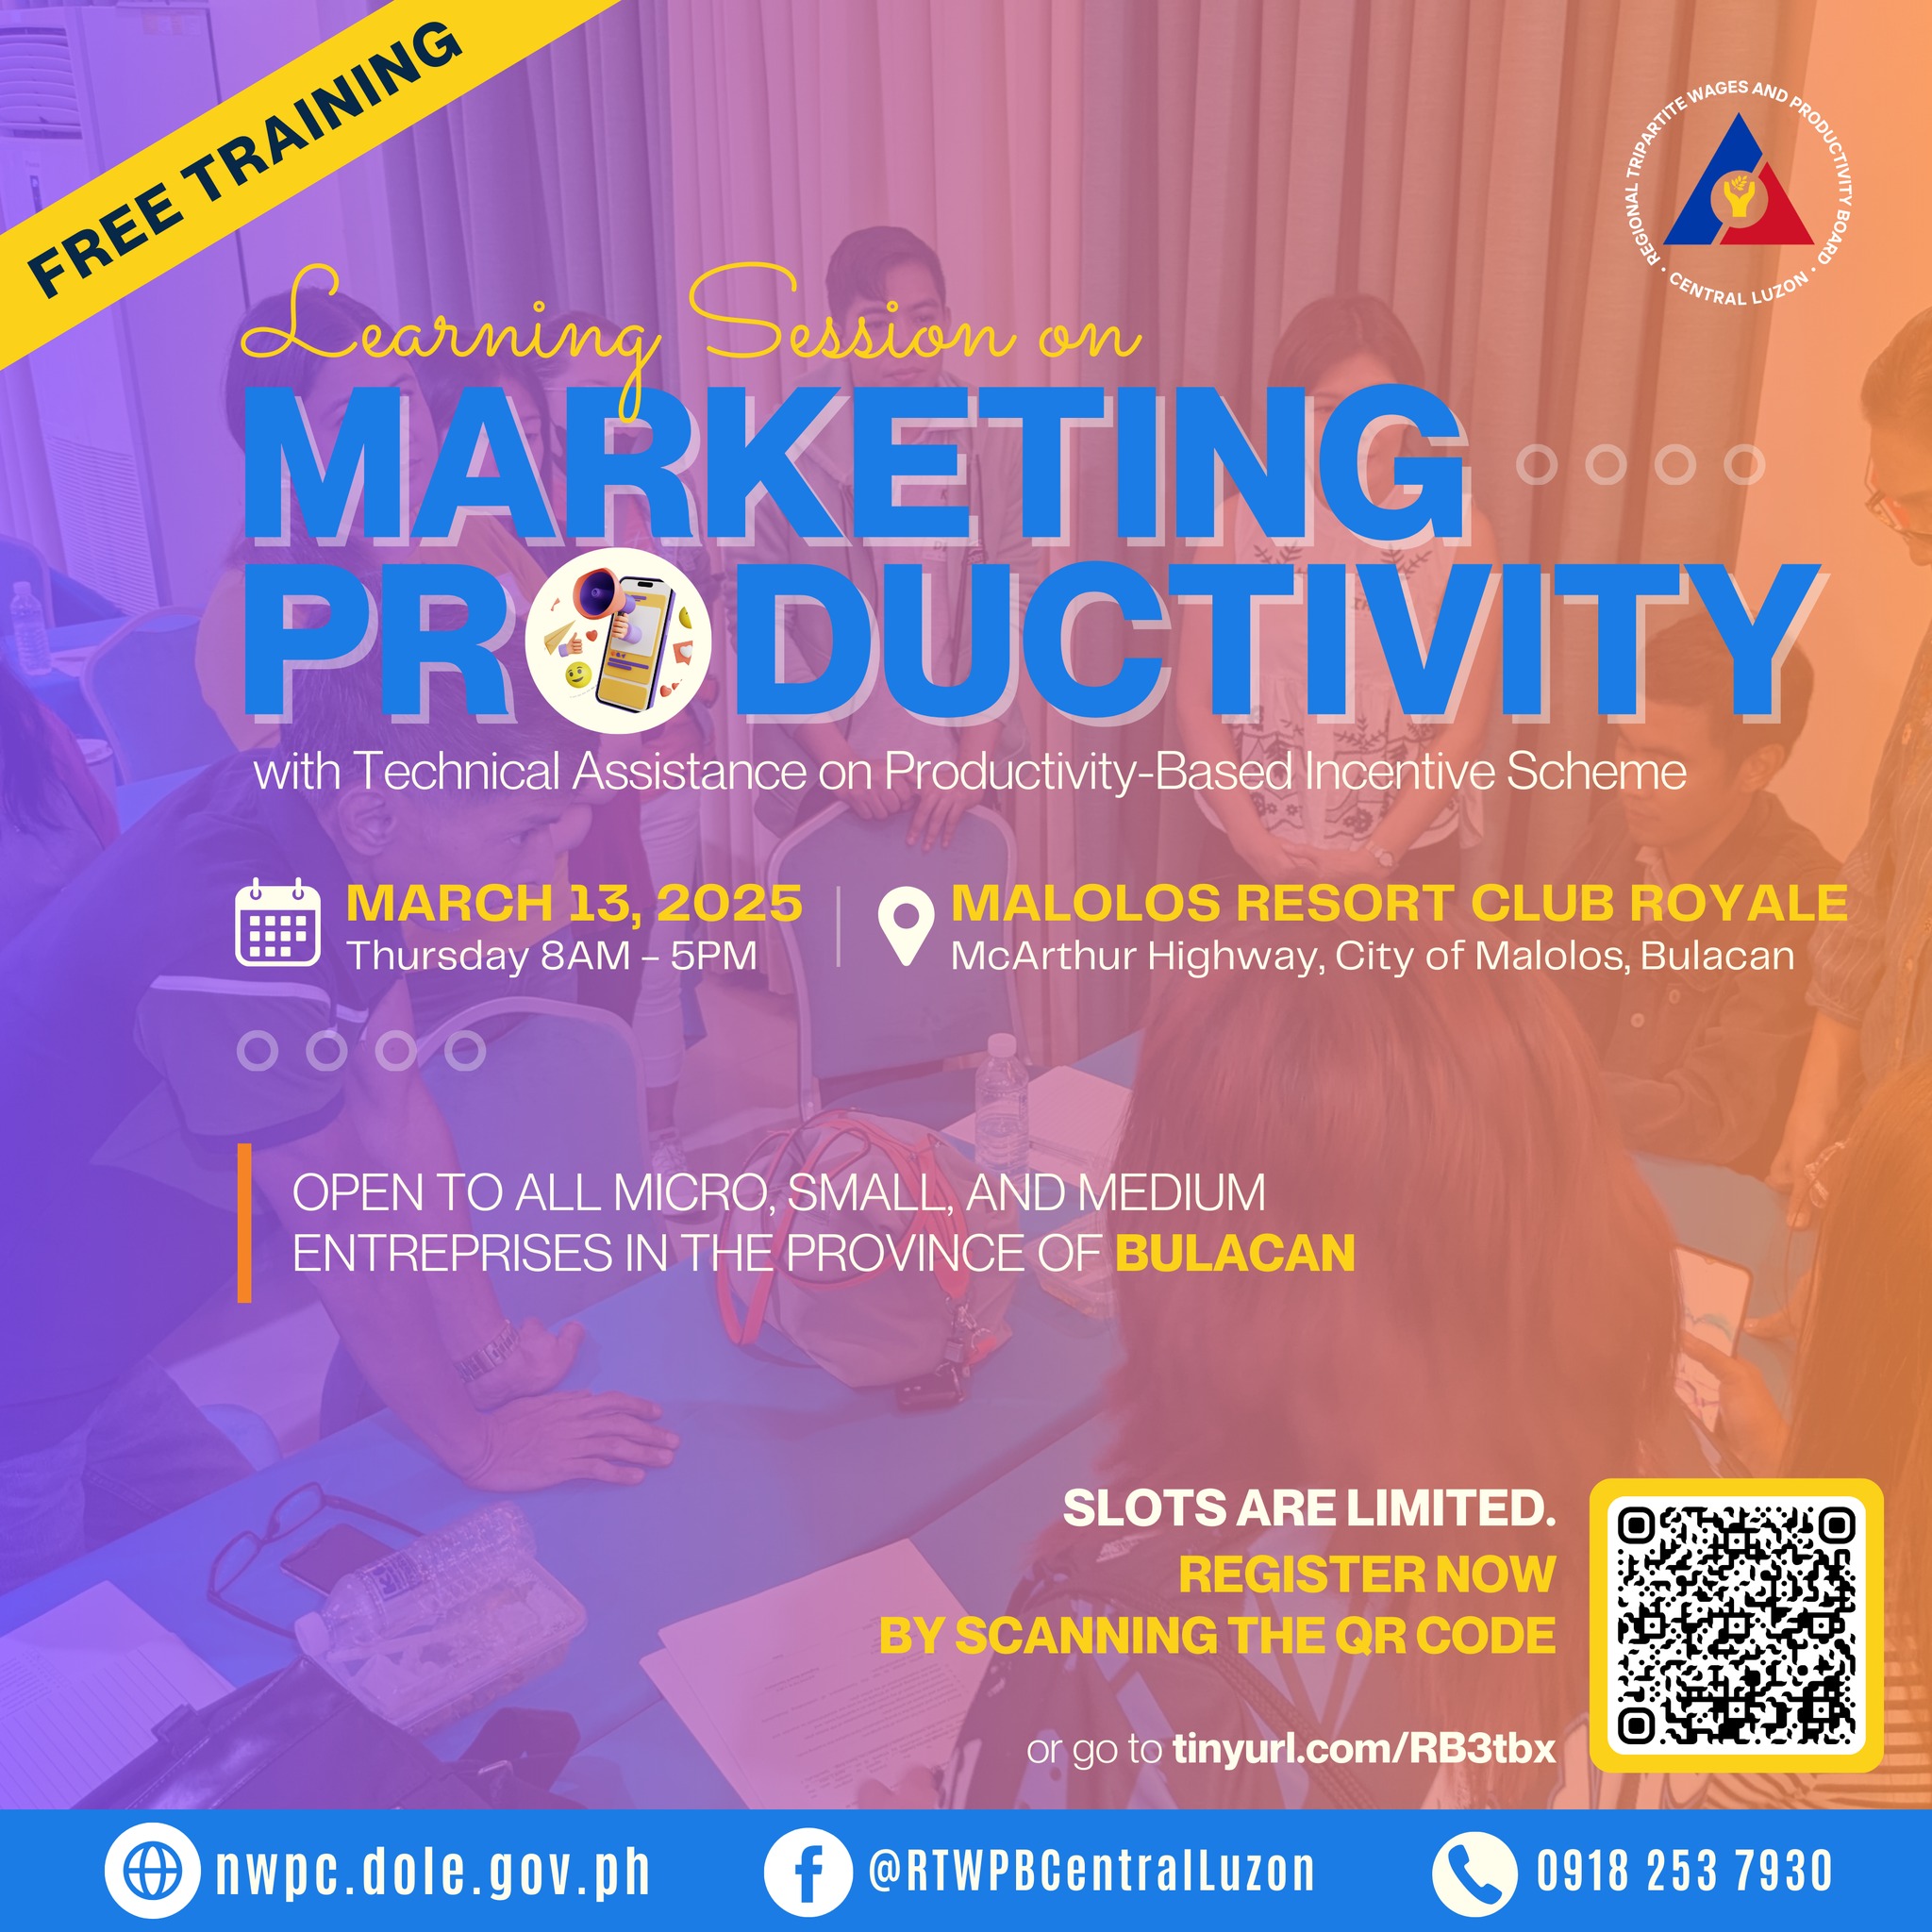 FREE TRAINING
REGIONAL TRIPARTITE WAGES AND PRODUCTIVITY BOARD
• CENTRAL LUZON •
Learning Session on
MARKETING
PRODUCTIVITY
with Technical Assistance on Productivity-Based Incentive Scheme
MARCH 13, 2025
Thursday 8AM – 5PM
MALOLOS RESORT CLUB ROYALE
McArthur Highway, City of Malolos, Bulacan
OPEN TO ALL MICRO, SMALL, AND MEDIUM
ENTREPRISES IN THE PROVINCE OF BULACAN
SLOTS ARE LIMITED.
REGISTER NOW
BY SCANNING THE QR CODE
or go to tinyurl.com/RB3tbx
nwpc.dole.gov.ph
@RTWPBCentralLuzon
0918 253 7930